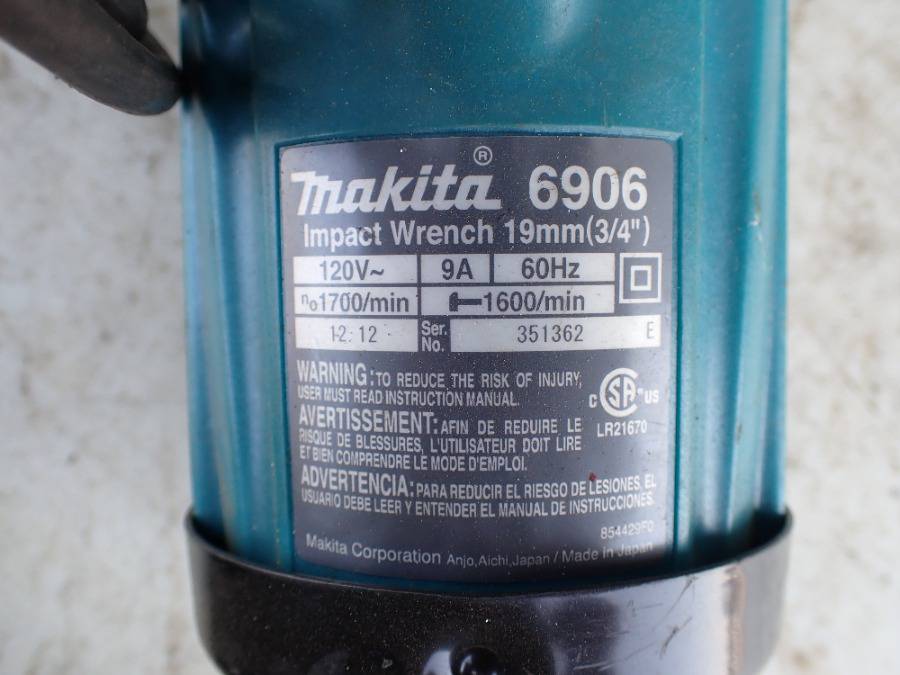 makita® 6906
Impact Wrench 19mm(3/4")
120V~ 9A 60Hz
n₀1700/min 1600/min
12.12 Ser. No. 351362 E
WARNING: TO REDUCE THE RISK OF INJURY,
USER MUST READ INSTRUCTION MANUAL.
AVERTISSEMENT: AFIN DE REDUIRE LE
RISQUE DE BLESSURES, L'UTILISATEUR DOIT LIRE
ET BIEN COMPRENDRE LE MODE D'EMPLOI.
ADVERTENCIA: PARA REDUCIR EL RIESGO DE LESIONES, EL
USUARIO DEBE LEER Y ENTENDER EL MANUAL DE INSTRUCCIONES.
C SA ® US
LR21670
854429F0
Makita Corporation Anjo, Aichi, Japan / Made in Japan